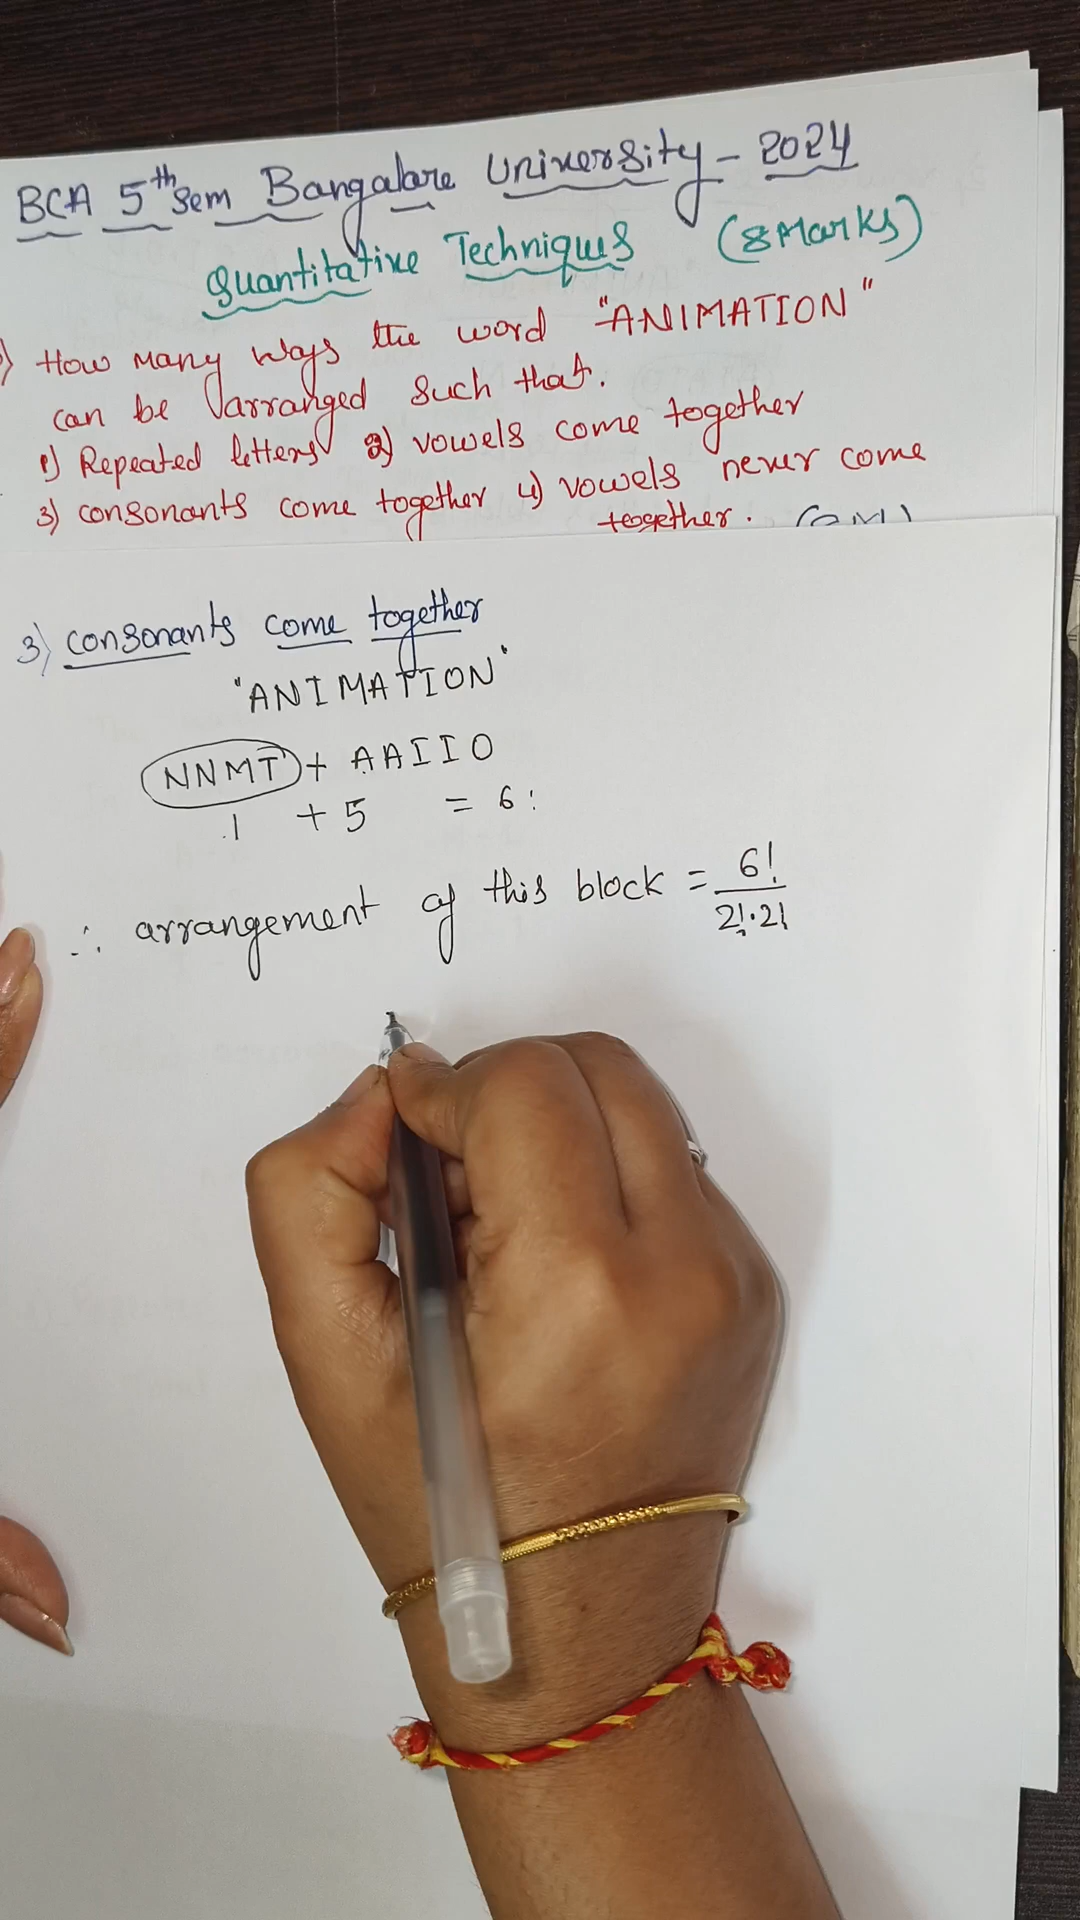 BCA 5th Sem Bangalore University - 2024
Quantitative Techniques (8 Marks)
) How many ways the word "ANIMATION"
can be arranged such that.
1) Repeated letters 2) vowels come together
3) consonants come together 4) vowels never come
together.
3) consonants come together
"ANIMATION"
NNMT + AAIIO
1 + 5 = 6!
∴ arrangement of this block = 6!/2!·2!